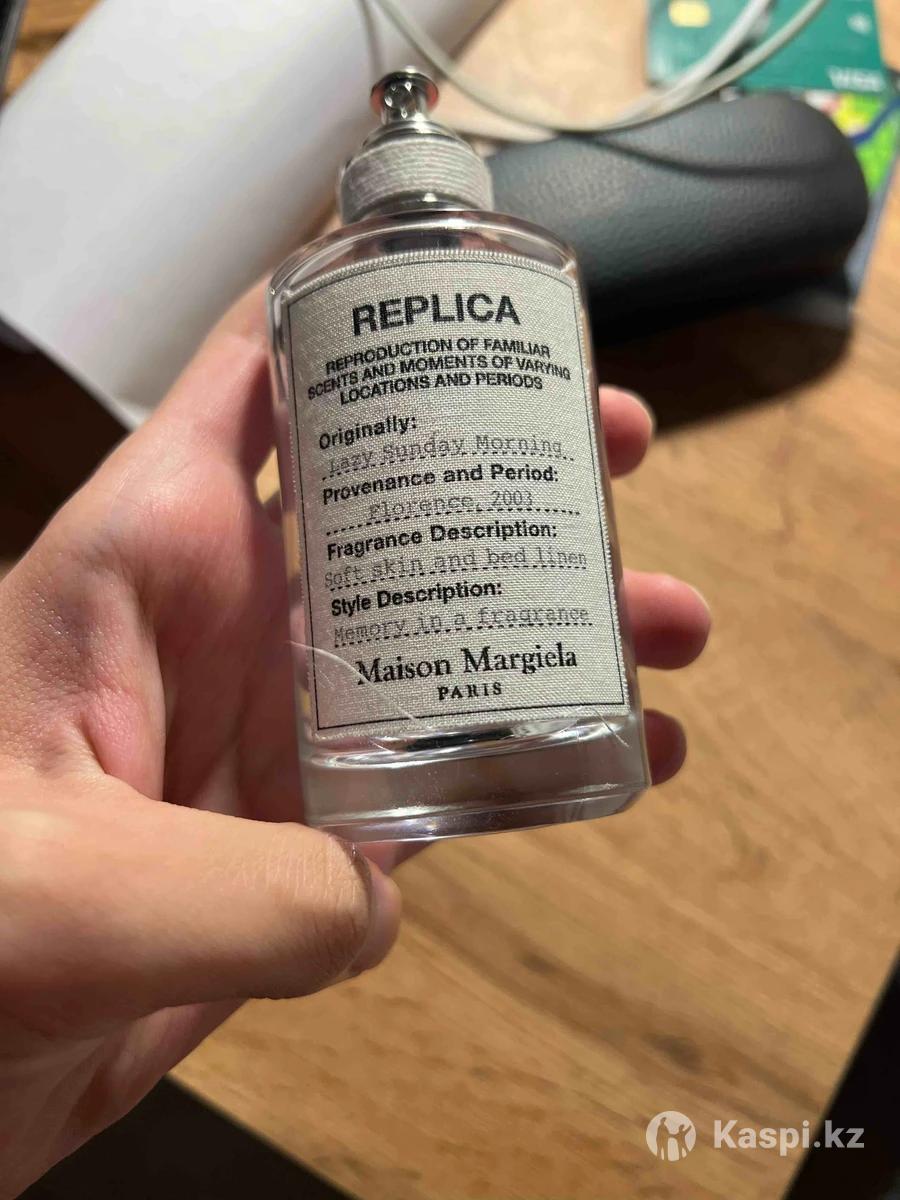 REPLICA
REPRODUCTION OF FAMILIAR
SCENTS AND MOMENTS OF VARYING
LOCATIONS AND PERIODS
Originally:
Lazy Sunday Morning
Provenance and Period:
Florence, 2003
Fragrance Description:
Soft skin and bed linen
Style Description:
Memory in a fragrance
Maison Margiela
PARIS
Kaspi.kz